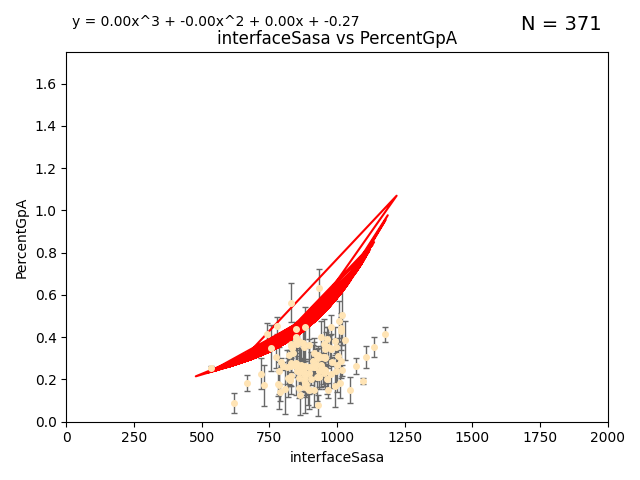 y = 0.00x^3 + -0.00x^2 + 0.00x + -0.27
N = 371
interfaceSasa vs PercentGpA
PercentGpA
1.6
1.4
1.2
1.0
0.8
0.6
0.4
0.2
0.0
0 250 500 750 1000 1250 1500 1750 2000
interfaceSasa